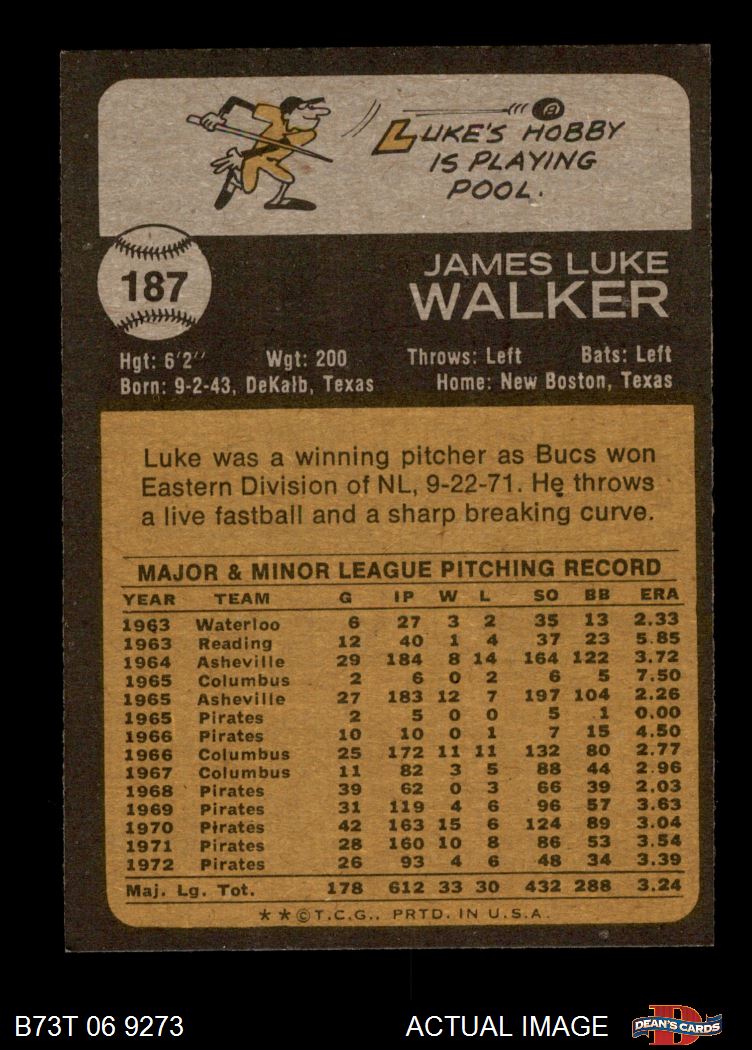 LUKE'S HOBBY
IS PLAYING
POOL.
8
187
JAMES LUKE
WALKER
Hgt: 6'2" Wgt: 200 Throws: Left Bats: Left
Born: 9-2-43, DeKalb, Texas Home: New Boston, Texas
Luke was a winning pitcher as Bucs won
Eastern Division of NL, 9-22-71. He throws
a live fastball and a sharp breaking curve.
MAJOR & MINOR LEAGUE PITCHING RECORD
YEAR TEAM G IP W L SO BB ERA
1963 Waterloo 6 27 3 2 35 13 2.33
1963 Reading 12 40 1 4 37 23 5.85
1964 Asheville 29 184 8 14 164 122 3.72
1965 Columbus 2 6 0 2 6 5 7.50
1965 Asheville 27 183 12 7 197 104 2.26
1965 Pirates 2 5 0 0 5 1 0.00
1966 Pirates 10 10 0 1 7 15 4.50
1966 Columbus 25 172 11 11 132 80 2.77
1967 Columbus 11 82 3 5 88 44 2.96
1968 Pirates 39 62 0 3 66 39 2.03
1969 Pirates 31 119 4 6 96 57 3.63
1970 Pirates 42 163 15 6 124 89 3.04
1971 Pirates 28 160 10 8 86 53 3.54
1972 Pirates 26 93 4 6 48 34 3.39
Maj. Lg. Tot. 178 612 33 30 432 288 3.24
**©T.C.G., PRTD. IN U.S.A.
B73T 06 9273 ACTUAL IMAGE
D
DEAN'S CARDS